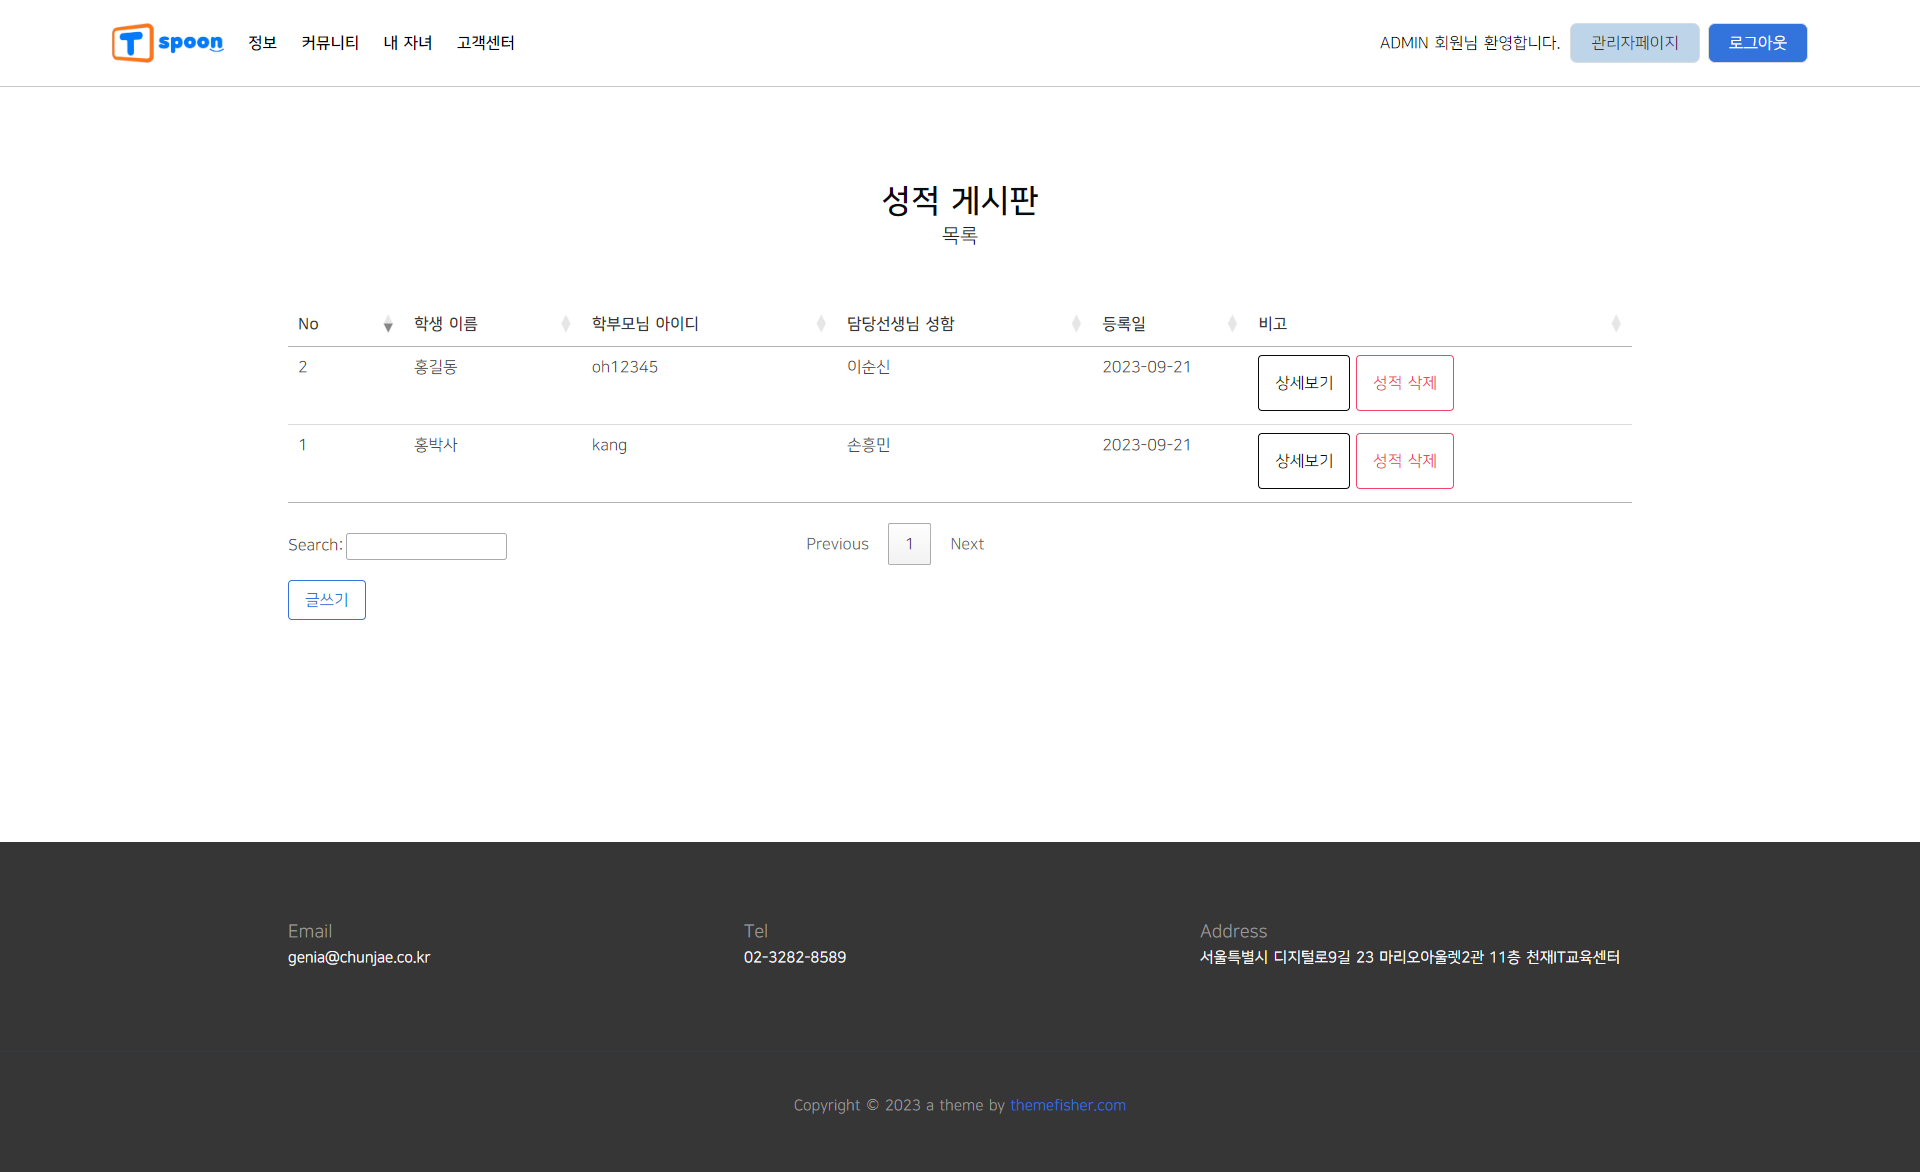 T spoon 정보 커뮤니티 내 자녀 고객센터 ADMIN 회원님 환영합니다. 관리자페이지 로그아웃
성적 게시판
목록
No 학생 이름 학부모님 아이디 담당선생님 성함 등록일 비고
2 홍길동 oh12345 이순신 2023-09-21 상세보기 성적 삭제
1 홍박사 kang 손흥민 2023-09-21 상세보기 성적 삭제
Search: Previous 1 Next
글쓰기
Email Tel Address
genia@chunjae.co.kr 02-3282-8589 서울특별시 디지털로9길 23 마리오아울렛2관 11층 천재IT교육센터
Copyright © 2023 a theme by themefisher.com